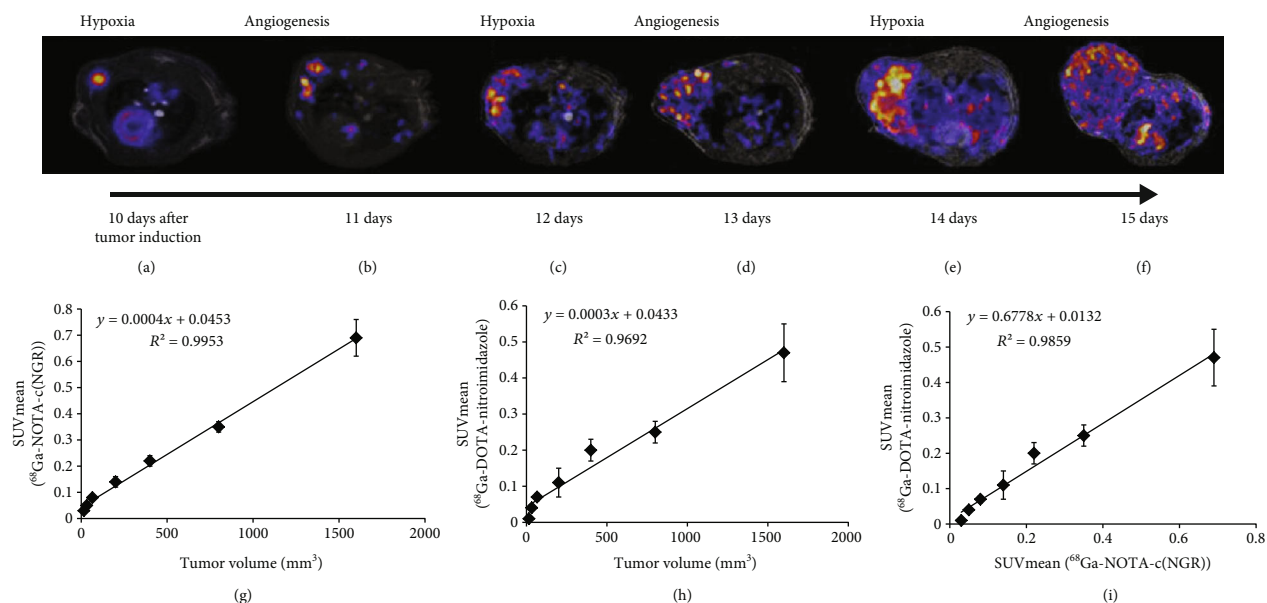 Hypoxia Angiogenesis Hypoxia Angiogenesis Hypoxia Angiogenesis
10 days after tumor induction
11 days
12 days
13 days
14 days
15 days
(a) (b) (c) (d) (e) (f)
y = 0.0004x + 0.0453
R² = 0.9953
SUVmean
(⁶⁸Ga-NOTA-c(NGR))
0.8
0.7
0.6
0.5
0.4
0.3
0.2
0.1
0
0 500 1000 1500 2000
Tumor volume (mm³)
(g)
y = 0.0003x + 0.0433
R² = 0.9692
SUVmean
(⁶⁸Ga-DOTA-nitroimidazole)
0.6
0.5
0.4
0.3
0.2
0.1
0
0 500 1000 1500 2000
Tumor volume (mm³)
(h)
y = 0.6778x + 0.0132
R² = 0.9859
SUVmean
(⁶⁸Ga-DOTA-nitroimidazole)
0.6
0.5
0.4
0.3
0.2
0.1
0
0 0.2 0.4 0.6 0.8
SUVmean (⁶⁸Ga-NOTA-c(NGR))
(i)